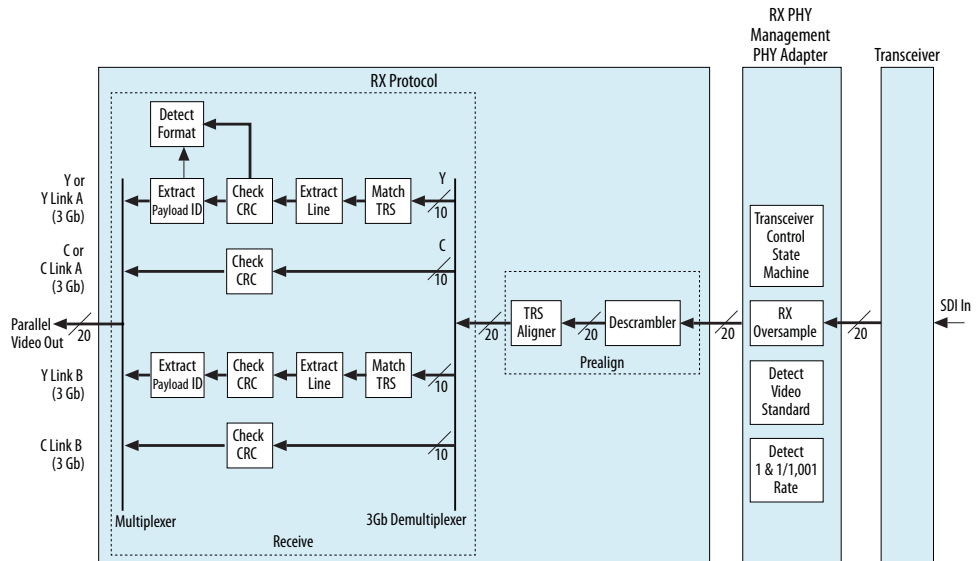 RX PHY
Management
PHY Adapter
Transceiver
RX Protocol
Detect
Format
Y or
Y Link A
(3 Gb)
Extract
Payload ID
Check
CRC
Extract
Line
Match
TRS
Y
10
C or
C Link A
(3 Gb)
Check
CRC
C
10
Transceiver
Control
State
Machine
Parallel
Video Out
20
TRS
Aligner
Descrambler
20
20
20
Prealign
RX
Oversample
20
SDI In
Y Link B
(3 Gb)
Extract
Payload ID
Check
CRC
Extract
Line
Match
TRS
10
Detect
Video
Standard
C Link B
(3 Gb)
Check
CRC
10
Detect
1 & 1/1,001
Rate
Multiplexer
3Gb Demultiplexer
Receive